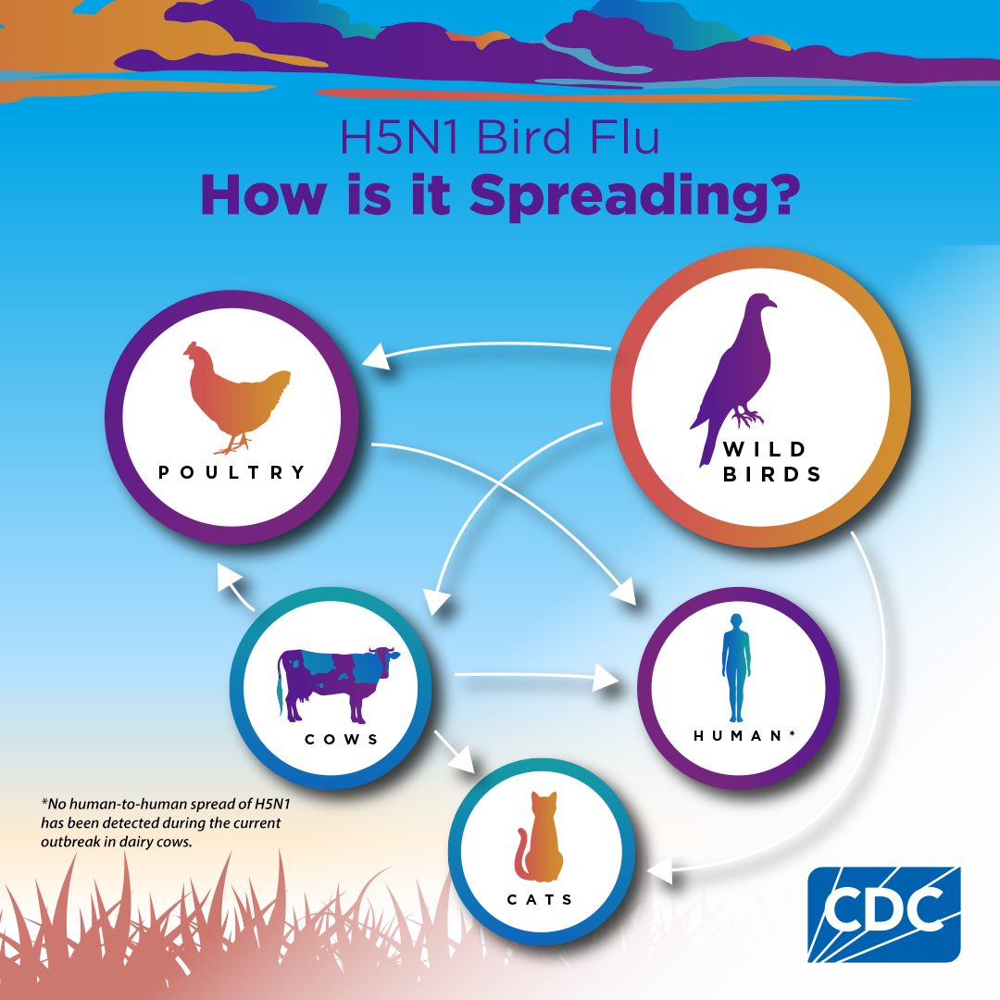 H5N1 Bird Flu
How is it Spreading?
POULTRY
WILD
BIRDS
COWS
HUMAN*
CATS
*No human-to-human spread of H5N1
has been detected during the current
outbreak in dairy cows.
CDC